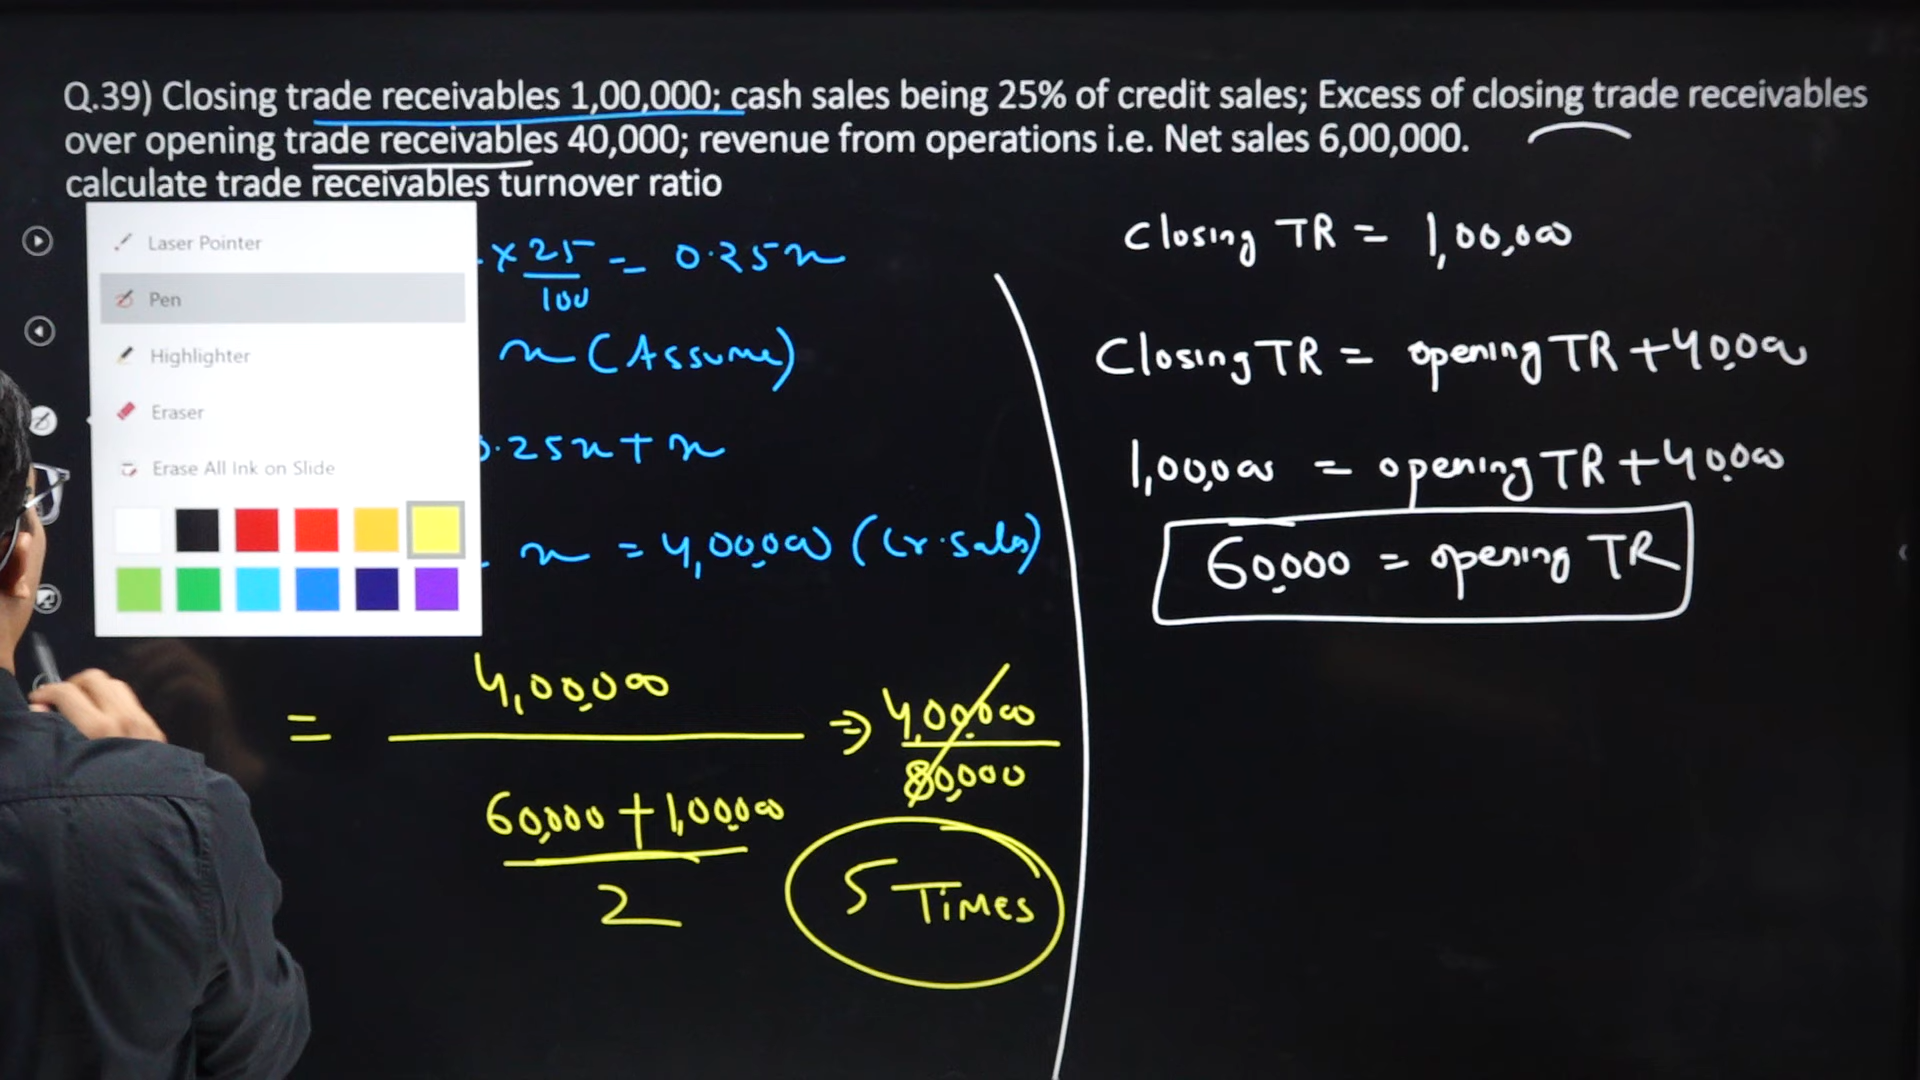 Q.39) Closing trade receivables 1,00,000; cash sales being 25% of credit sales; Excess of closing trade receivables
over opening trade receivables 40,000; revenue from operations i.e. Net sales 6,00,000.
calculate trade receivables turnover ratio
Laser Pointer
Pen
Highlighter
Eraser
Erase All Ink on Slide
× 25/100 = 0.25x
x (Assume)
0.25x + x
x = 4,00,000 (Cr. Sales)
= 4,00,000 ⇒ 4,00,000
80,000
60,000 + 1,00,000
2
5 Times
Closing TR = 1,00,000
Closing TR = opening TR + 40,000
1,00,000 = opening TR + 40,000
60,000 = opening TR